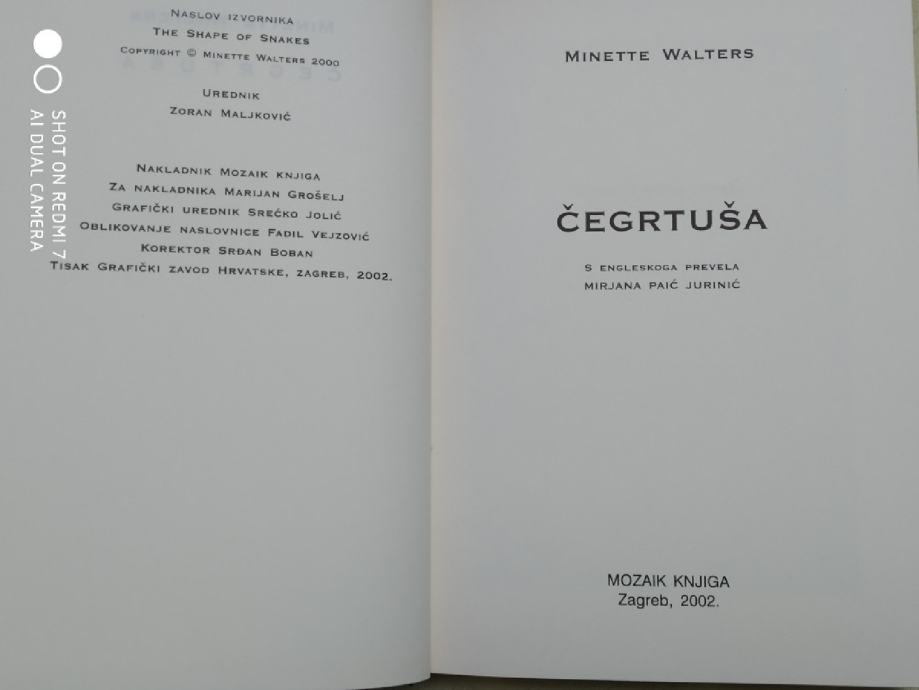 Naslov izvornika
The Shape of Snakes
Copyright © Minette Walters 2000
Urednik
Zoran Maljković
Nakladnik Mozaik knjiga
Za nakladnika Marijan Grošelj
Grafički urednik Srećko Jolić
Oblikovanje naslovnice Fadil Vejzović
Korektor Srđan Boban
Tisak Grafički zavod Hrvatske, zagreb, 2002.
Minette Walters
ČEGRTUŠA
S engleskoga prevela
Mirjana Paić Jurinić
MOZAIK KNJIGA
Zagreb, 2002.
SHOT ON REDMI 7
AI DUAL CAMERA